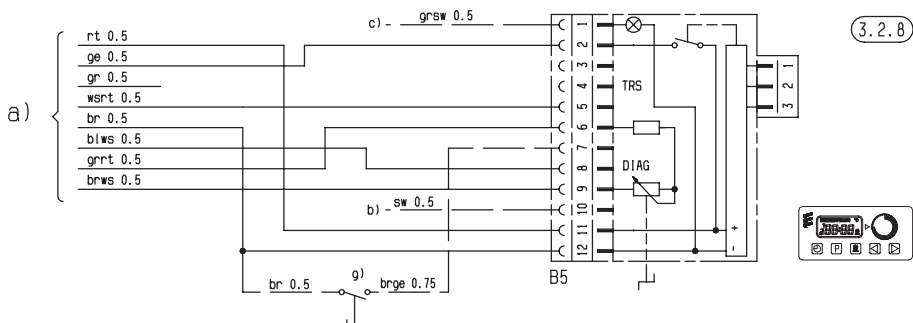 c) grsw 0.5
3.2.8
a)
rt 0.5
ge 0.5
gr 0.5
wsrt 0.5
br 0.5
blws 0.5
grrt 0.5
brws 0.5
b) sw 0.5
1
2
3
4
5
6
7
8
9
10
11
12
B5
TRS
DIAG
+
-
1
2
3
g)
br 0.5
brge 0.75
P